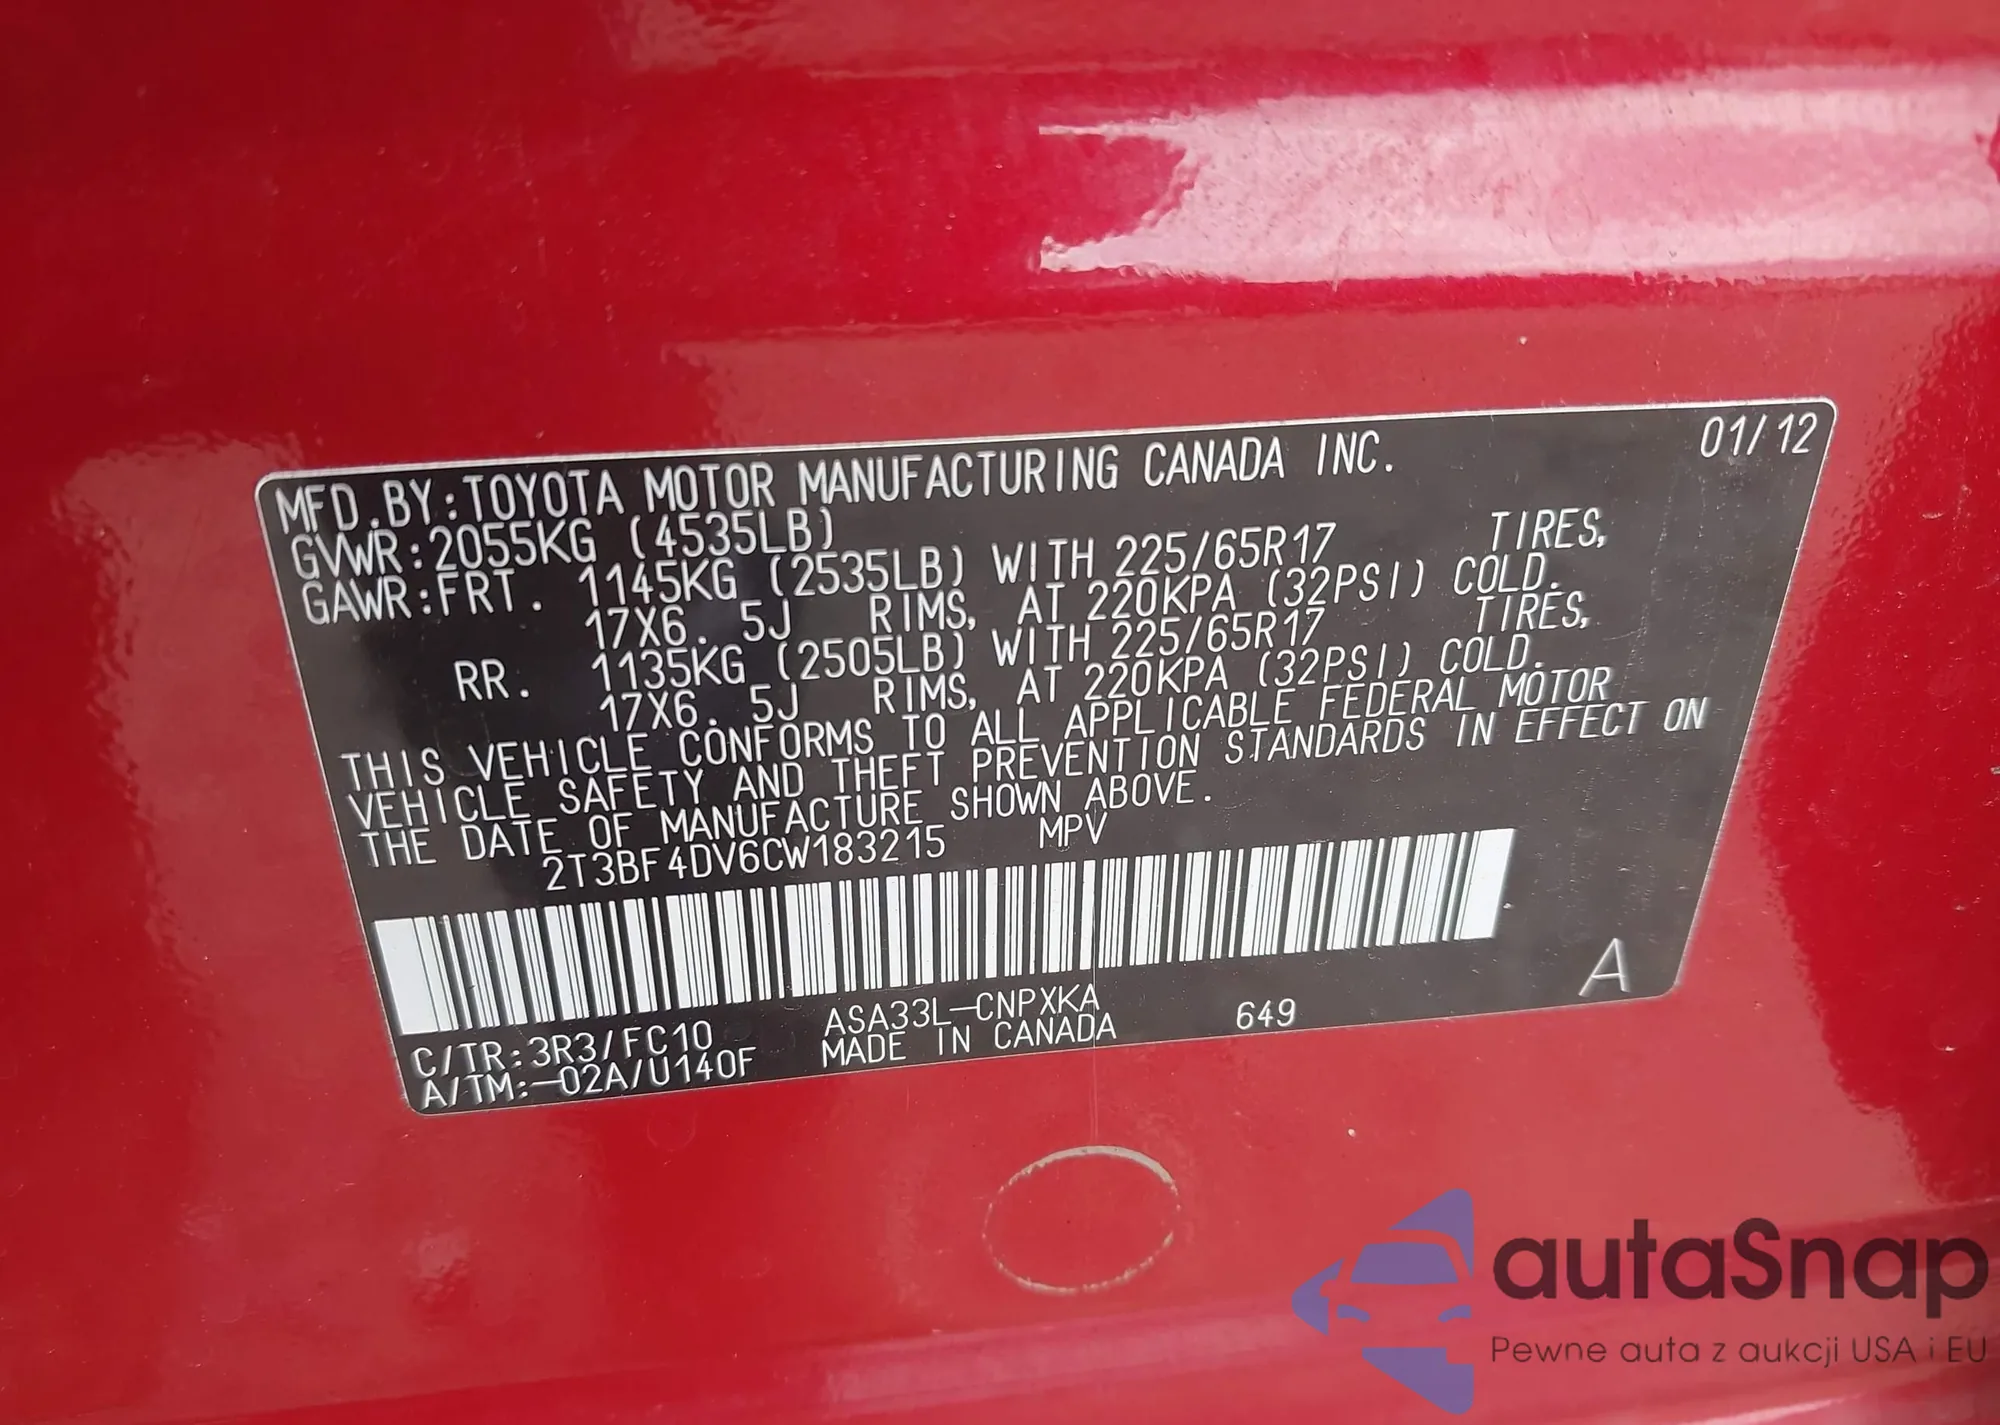 MFD.BY:TOYOTA MOTOR MANUFACTURING CANADA INC. 01/12
GVWR:2055KG (4535LB)
GAWR:FRT. 1145KG (2535LB) WITH 225/65R17 TIRES,
17X6.5J RIMS, AT 220KPA (32PSI) COLD.
RR. 1135KG (2505LB) WITH 225/65R17 TIRES,
17X6.5J RIMS, AT 220KPA (32PSI) COLD.
THIS VEHICLE CONFORMS TO ALL APPLICABLE FEDERAL MOTOR
VEHICLE SAFETY AND THEFT PREVENTION STANDARDS IN EFFECT ON
THE DATE OF MANUFACTURE SHOWN ABOVE.
2T3BF4DV6CW183215 MPV
A
C/TR:3R3/FC10 ASA33L-CNPXKA 649
A/TM:-02A/U140F MADE IN CANADA
autaSnap
Pewne auta z aukcji USA i EU